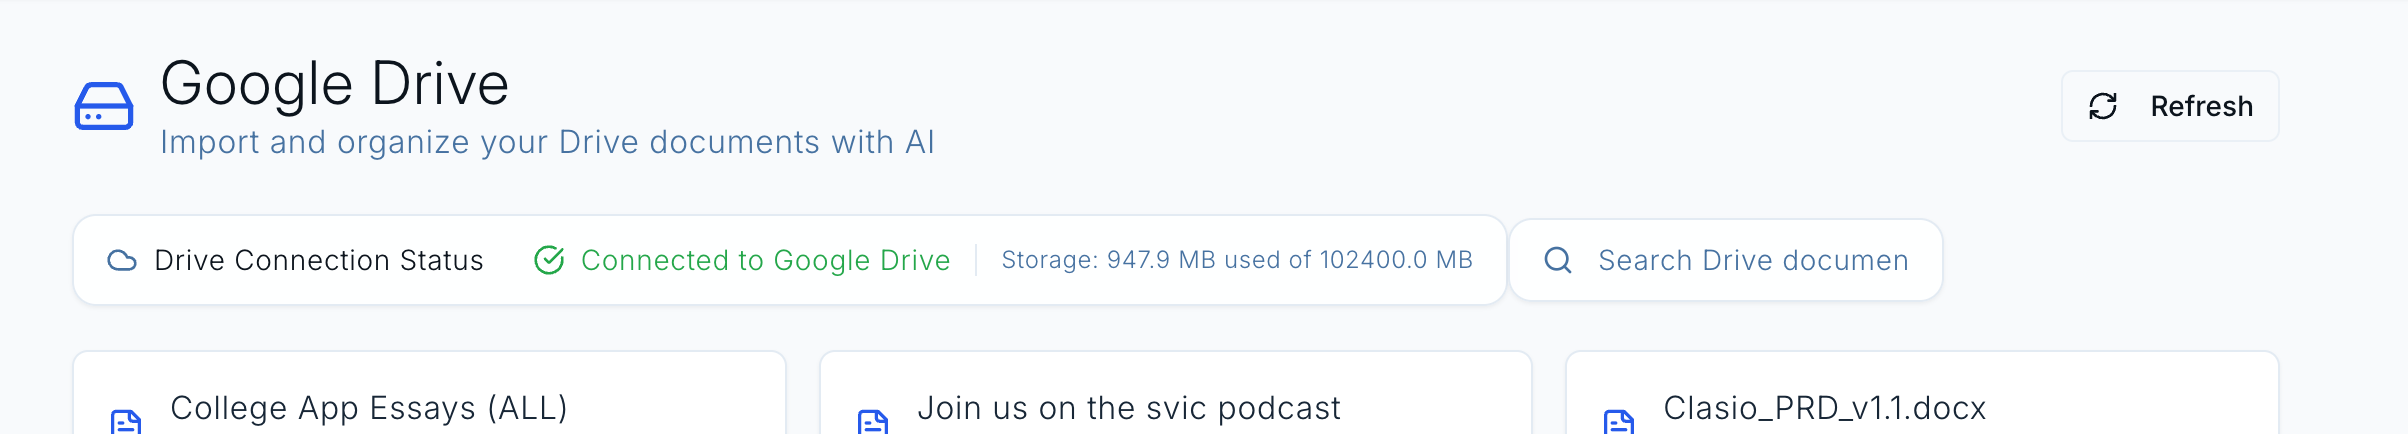 Google Drive
Import and organize your Drive documents with AI
Refresh
Drive Connection Status
Connected to Google Drive
Storage: 947.9 MB used of 102400.0 MB
Search Drive documen
College App Essays (ALL)
Join us on the svic podcast
Clasio_PRD_v1.1.docx